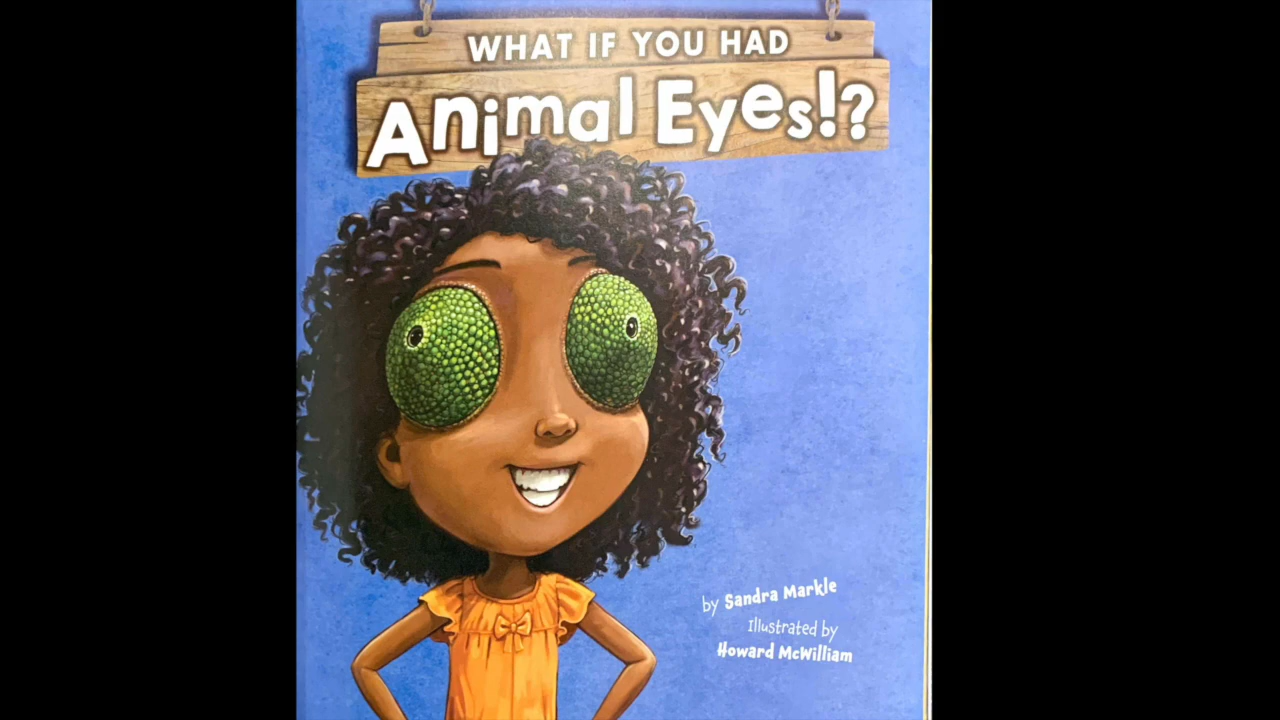 WHAT IF YOU HAD
Animal Eyes!?
by Sandra Markle
Illustrated by
Howard McWilliam